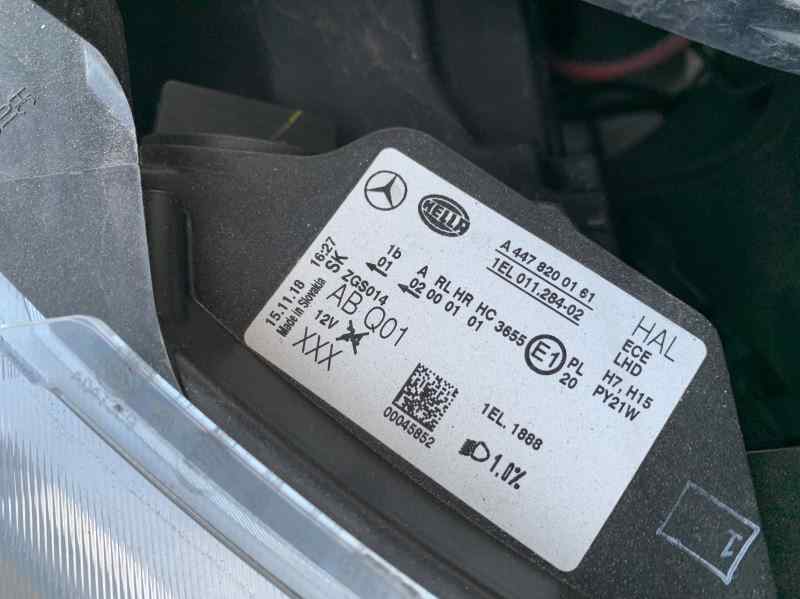 HELLA
A 447 820 01 61
1EL 011.284-02
15.11.18 16:27
Made in Slovakia SK
ZGS014
AB Q01
12V
XXX
1b
01
A RL HR HC 3655
02 00 01 01
E1
PL
20
HAL
ECE
LHD
H7, H15
PY21W
00045852
1EL. 1888
1.0%
1